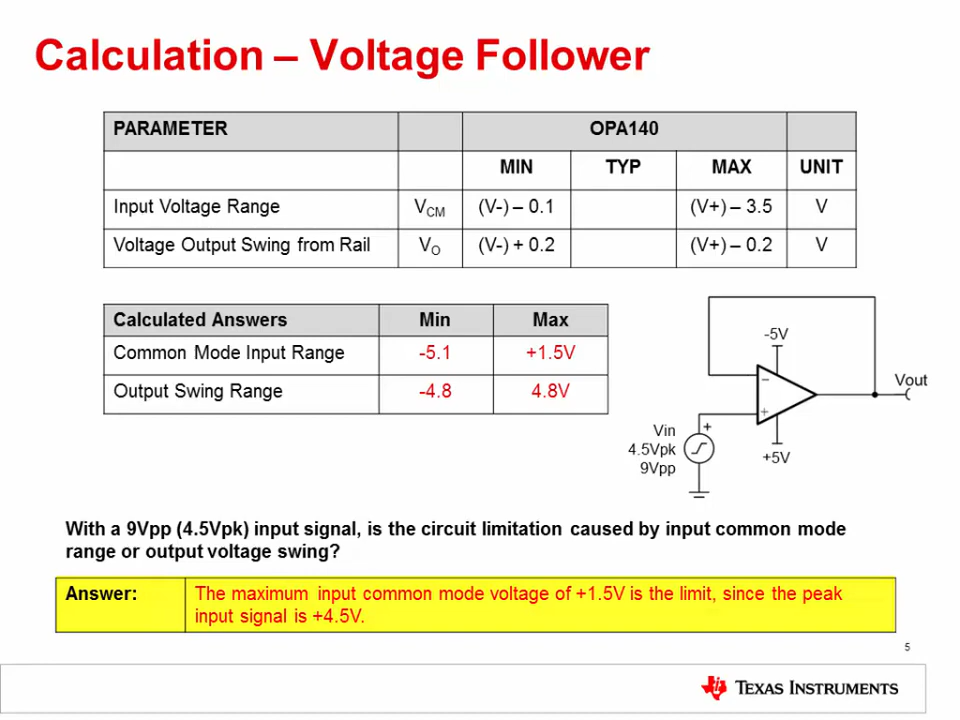 Calculation – Voltage Follower
PARAMETER OPA140
MIN TYP MAX UNIT
Input Voltage Range VCM (V-) – 0.1 (V+) – 3.5 V
Voltage Output Swing from Rail VO (V-) + 0.2 (V+) – 0.2 V
Calculated Answers Min Max
Common Mode Input Range -5.1 +1.5V
Output Swing Range -4.8 4.8V
-5V
Vout
Vin
4.5Vpk
9Vpp
+5V
With a 9Vpp (4.5Vpk) input signal, is the circuit limitation caused by input common mode
range or output voltage swing?
Answer: The maximum input common mode voltage of +1.5V is the limit, since the peak
input signal is +4.5V.
5
TEXAS INSTRUMENTS